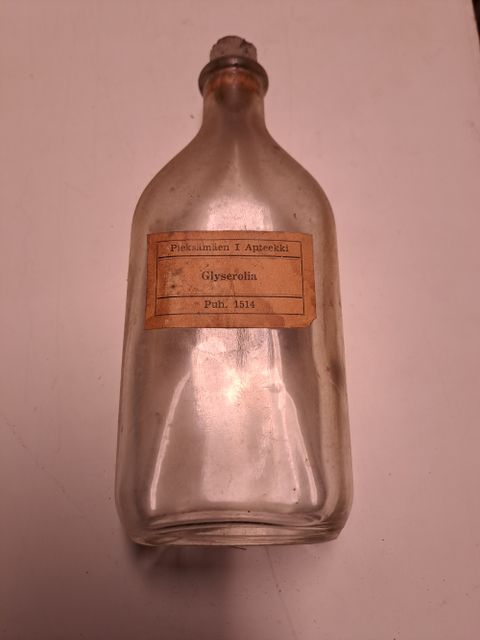 Pieksämäen I Apteekki
Glyserolia
Puh. 1514